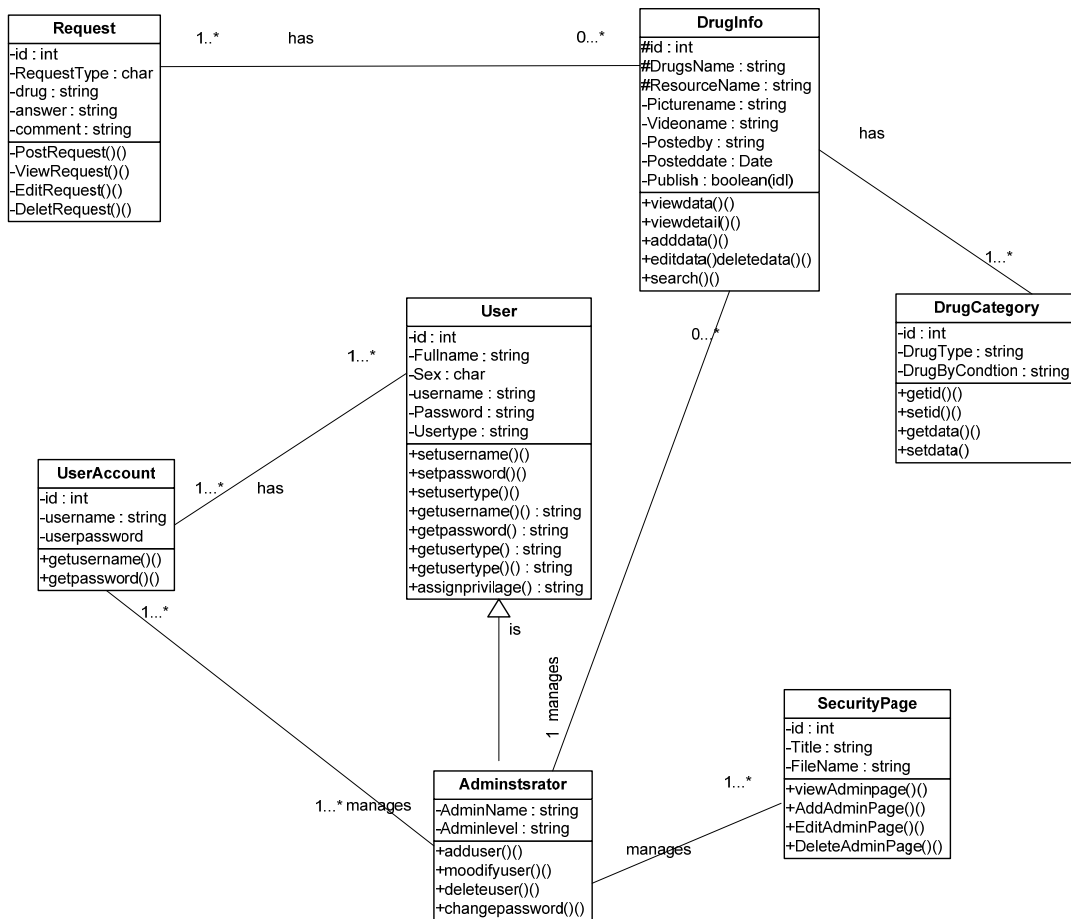 Request
-id : int
-RequestType : char
-drug : string
-answer : string
-comment : string
-PostRequest()()
-ViewRequest()()
-EditRequest()()
-DeletRequest()()
1..*
has
0...*
DrugInfo
#id : int
#DrugsName : string
#ResourceName : string
-Picturename : string
-Videoname : string
-Postedby : string
-Posteddate : Date
-Publish : boolean(idl)
+viewdata()()
+viewdetail()()
+adddata()()
+editdata()deletedata()()
+search()()
has
1...*
DrugCategory
-id : int
-DrugType : string
-DrugByCondtion : string
+getid()()
+setid()()
+getdata()()
+setdata()
User
-id : int
-Fullname : string
-Sex : char
-username : string
-Password : string
-Usertype : string
+setusername()()
+setpassword()()
+setusertype()()
+getusername()() : string
+getpassword() : string
+getusertype() : string
+getusertype()() : string
+assignprivilage() : string
1...*
1...*
has
0...*
UserAccount
-id : int
-username : string
-userpassword
+getusername()()
+getpassword()()
1...*
is
1 manages
1...* manages
Adminstsrator
-AdminName : string
-Adminlevel : string
+adduser()()
+moodifyuser()()
+deleteuser()()
+changepassword()()
manages
1...*
SecurityPage
-id : int
-Title : string
-FileName : string
+viewAdminpage()()
+AddAdminPage()()
+EditAdminPage()()
+DeleteAdminPage()()